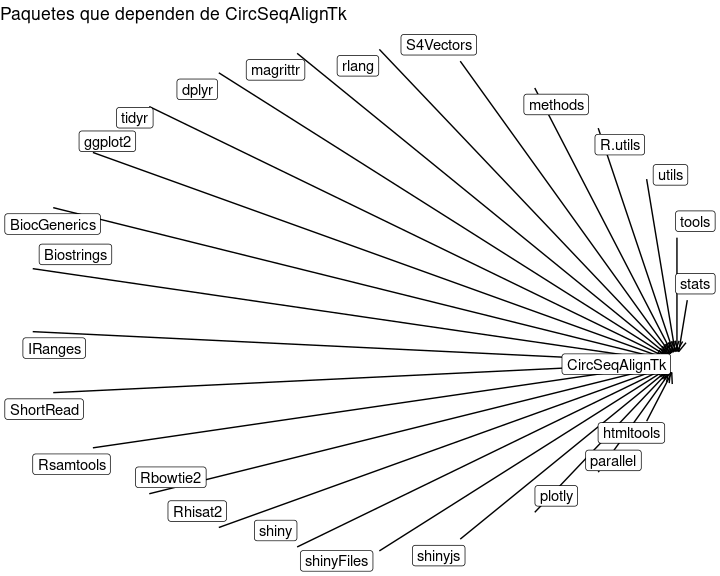 Paquetes que dependen de CircSeqAlignTk
S4Vectors
rlang
magrittr
dplyr
methods
tidyr
ggplot2
R.utils
utils
tools
BiocGenerics
Biostrings
stats
IRanges
CircSeqAlignTk
ShortRead
htmltools
parallel
Rsamtools
Rbowtie2
plotly
Rhisat2
shiny
shinyFiles
shinyjs